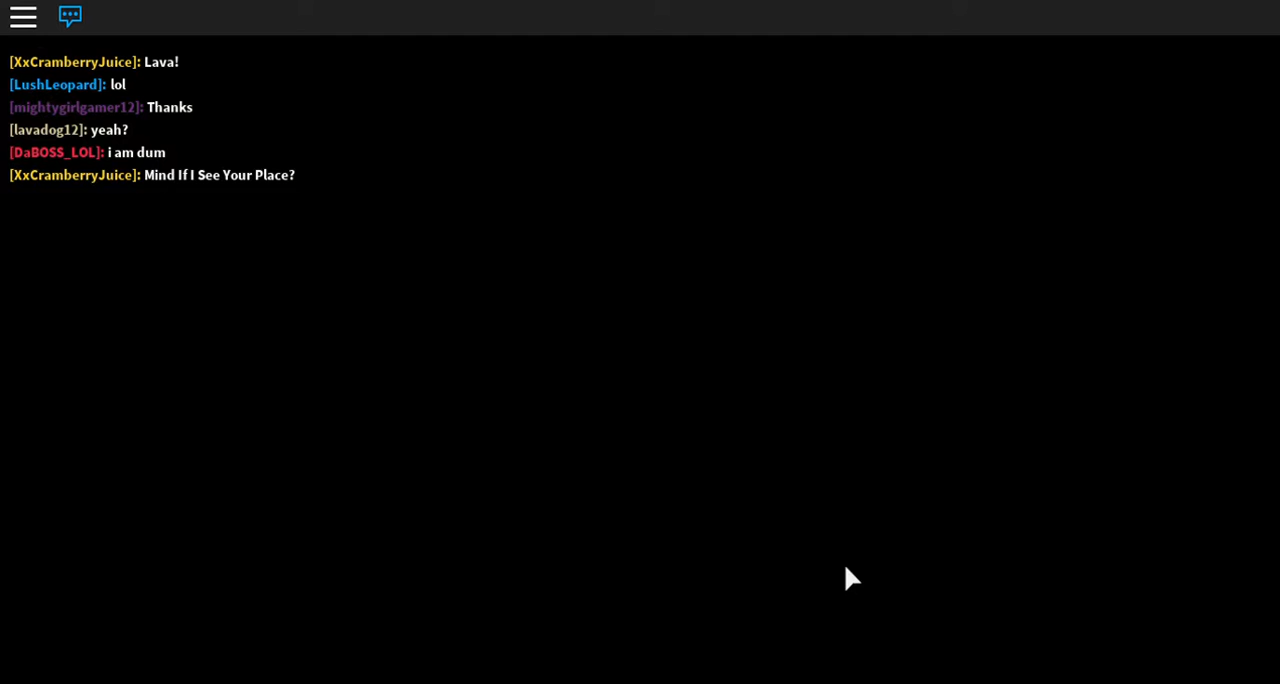 [XxCramberryJuice]: Lava!
[LushLeopard]: lol
[mightygirlgamer12]: Thanks
[lavadog12]: yeah?
[DaBOSS_LOL]: i am dum
[XxCramberryJuice]: Mind If I See Your Place?